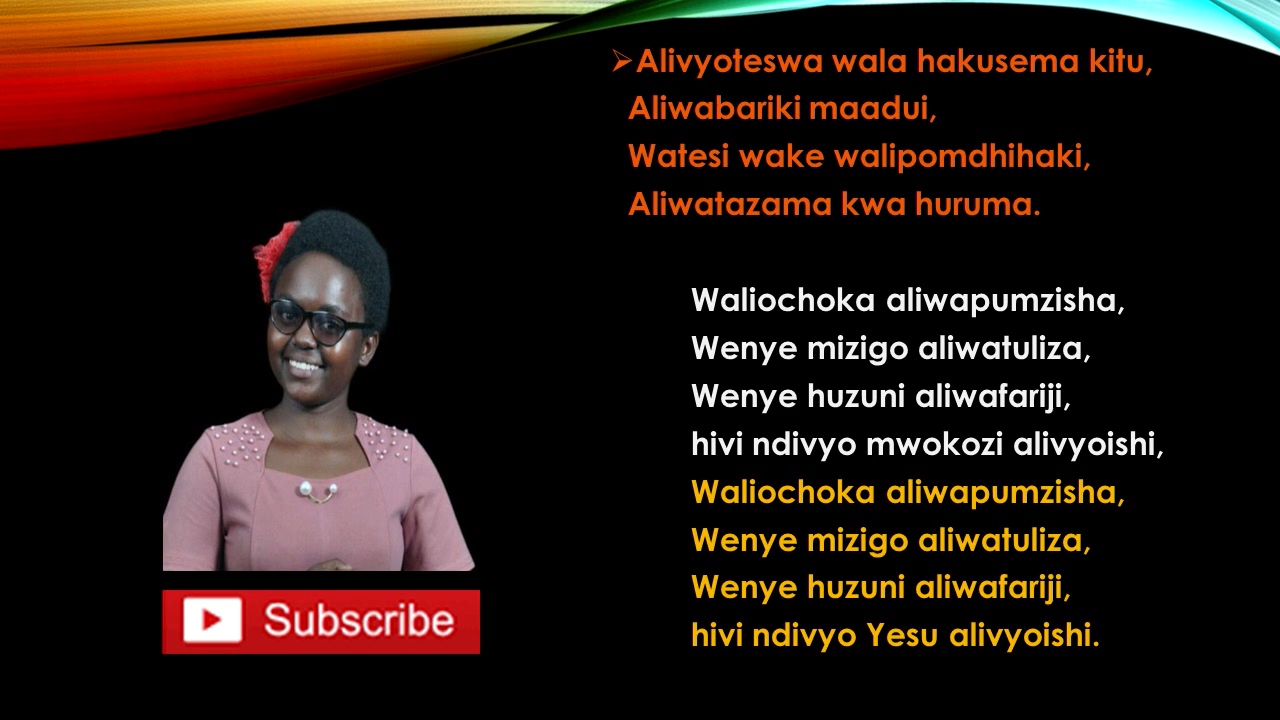 ➢Alivyoteswa wala hakusema kitu,
Aliwabariki maadui,
Watesi wake walipomdhihaki,
Aliwatazama kwa huruma.
Waliochoka aliwapumzisha,
Wenye mizigo aliwatuliza,
Wenye huzuni aliwafariji,
hivi ndivyo mwokozi alivyoishi,
Waliochoka aliwapumzisha,
Wenye mizigo aliwatuliza,
Wenye huzuni aliwafariji,
hivi ndivyo Yesu alivyoishi.
Subscribe